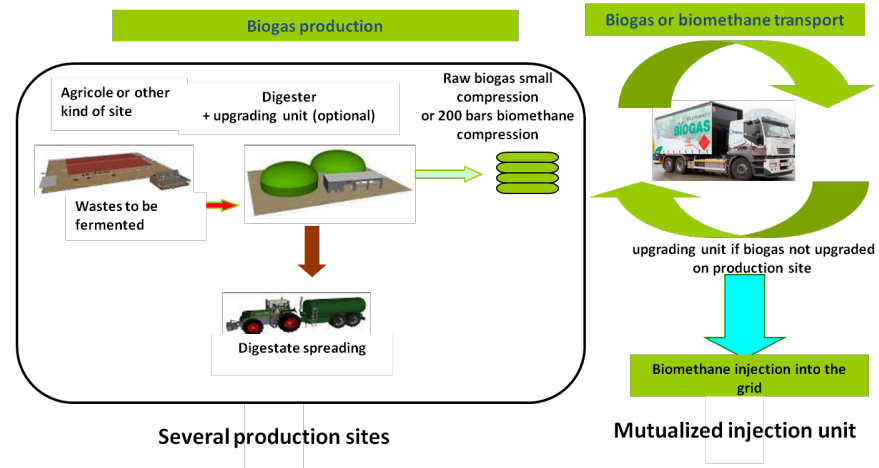 Biogas production
Biogas or biomethane transport
Agricole or other
kind of site
Digester
+ upgrading unit (optional)
Raw biogas small
compression
or 200 bars biomethane
compression
Wastes to be
fermented
BIOGAS
Digestate spreading
upgrading unit if biogas not upgraded
on production site
Biomethane injection into the
grid
Several production sites
Mutualized injection unit